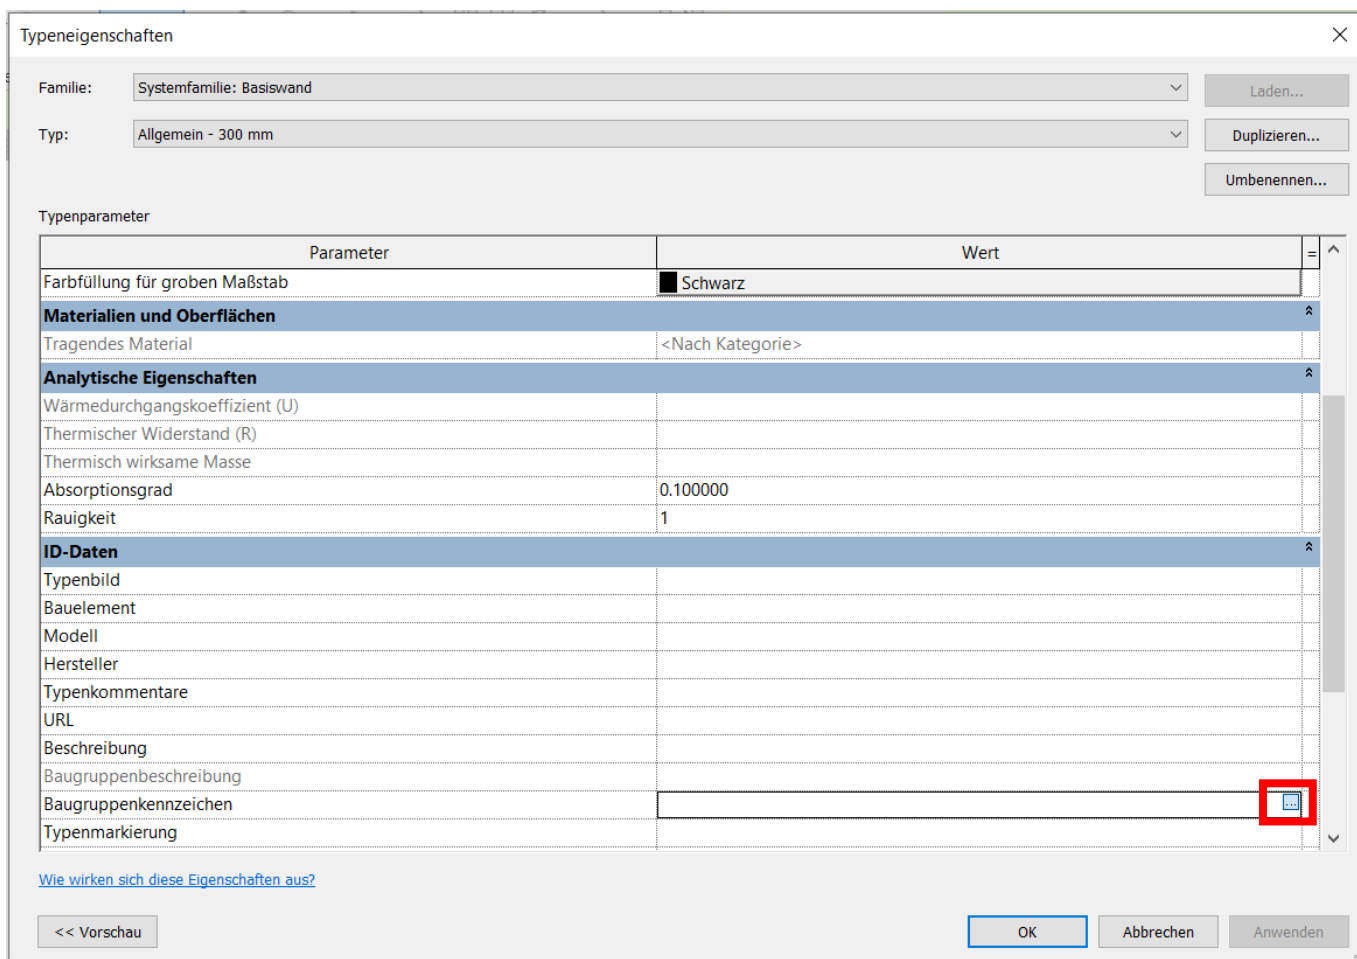 Typeneigenschaften
Familie: Systemfamilie: Basiswand Laden...
Typ: Allgemein - 300 mm Duplizieren...
Umbenennen...
Typenparameter
Parameter Wert =
Farbfüllung für groben Maßstab Schwarz
Materialien und Oberflächen
Tragendes Material <Nach Kategorie>
Analytische Eigenschaften
Wärmedurchgangskoeffizient (U)
Thermischer Widerstand (R)
Thermisch wirksame Masse
Absorptionsgrad 0.100000
Rauigkeit 1
ID-Daten
Typenbild
Bauelement
Modell
Hersteller
Typenkommentare
URL
Beschreibung
Baugruppenbeschreibung
Baugruppenkennzeichen ...
Typenmarkierung
Wie wirken sich diese Eigenschaften aus?
<< Vorschau OK Abbrechen Anwenden